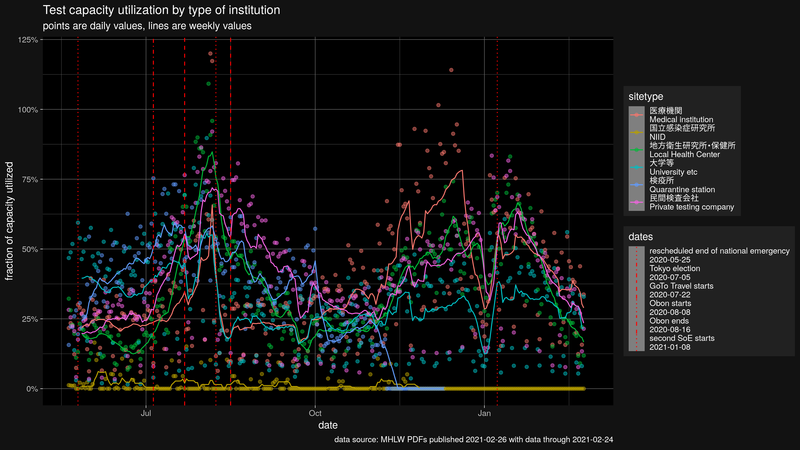 Test capacity utilization by type of institution
points are daily values, lines are weekly values
125%
100%
75%
50%
25%
0%
fraction of capacity utilized
Jul
Oct
Jan
date
data source: MHLW PDFs published 2021-02-26 with data through 2021-02-24
sitetype
医療機関
Medical institution
国立感染症研究所
NIID
地方衛生研究所・保健所
Local Health Center
大学等
University etc
検疫所
Quarantine station
民間検査会社
Private testing company
dates
rescheduled end of national emergency
2020-05-25
Tokyo election
2020-07-05
GoTo Travel starts
2020-07-22
Obon starts
2020-08-08
Obon ends
2020-08-16
second SoE starts
2021-01-08